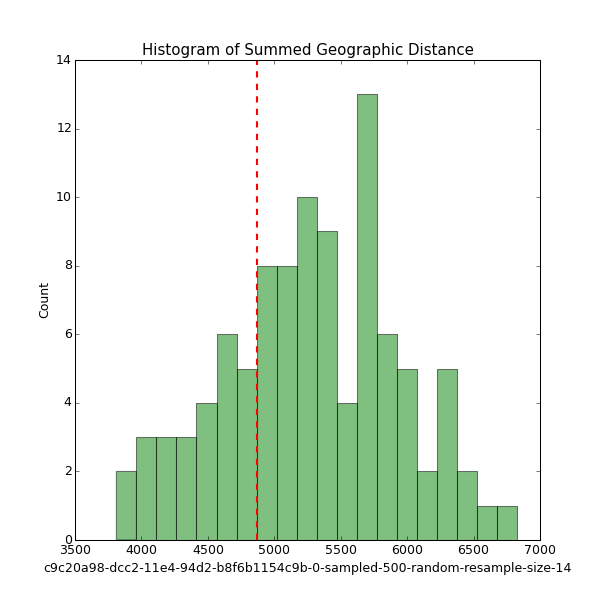 Histogram of Summed Geographic Distance
14
12
10
8
6
4
2
0
Count
3500 4000 4500 5000 5500 6000 6500 7000
c9c20a98-dcc2-11e4-94d2-b8f6b1154c9b-0-sampled-500-random-resample-size-14